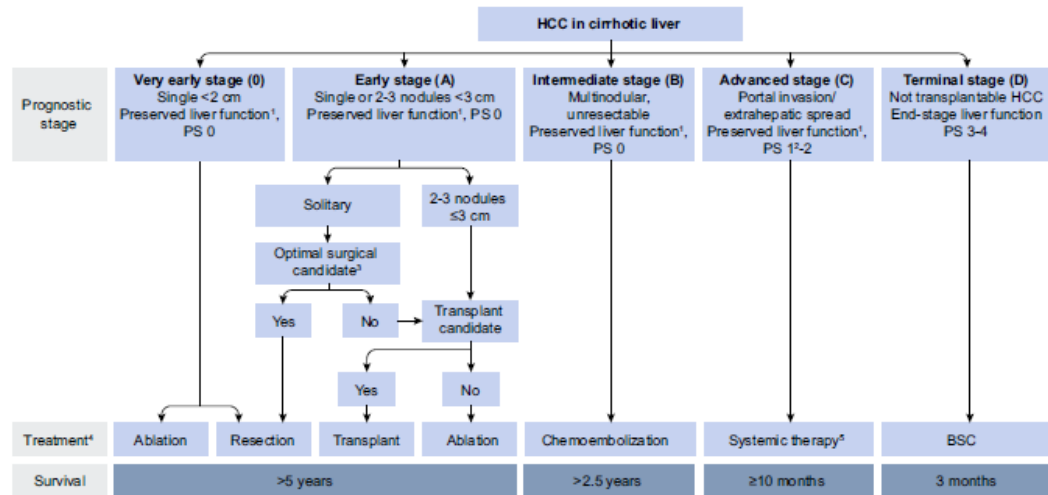 HCC in cirrhotic liver
Prognostic
stage
Very early stage (0)
Single <2 cm
Preserved liver function¹,
PS 0
Early stage (A)
Single or 2-3 nodules <3 cm
Preserved liver function¹, PS 0
Intermediate stage (B)
Multinodular,
unresectable
Preserved liver function¹,
PS 0
Advanced stage (C)
Portal invasion/
extrahepatic spread
Preserved liver function¹,
PS 1²-2
Terminal stage (D)
Not transplantable HCC
End-stage liver function
PS 3-4
Solitary
2-3 nodules
≤3 cm
Optimal surgical
candidate³
Yes
No
Transplant
candidate
Yes
No
Treatment⁴
Ablation
Resection
Transplant
Ablation
Chemoembolization
Systemic therapy⁵
BSC
Survival
>5 years
>2.5 years
≥10 months
3 months